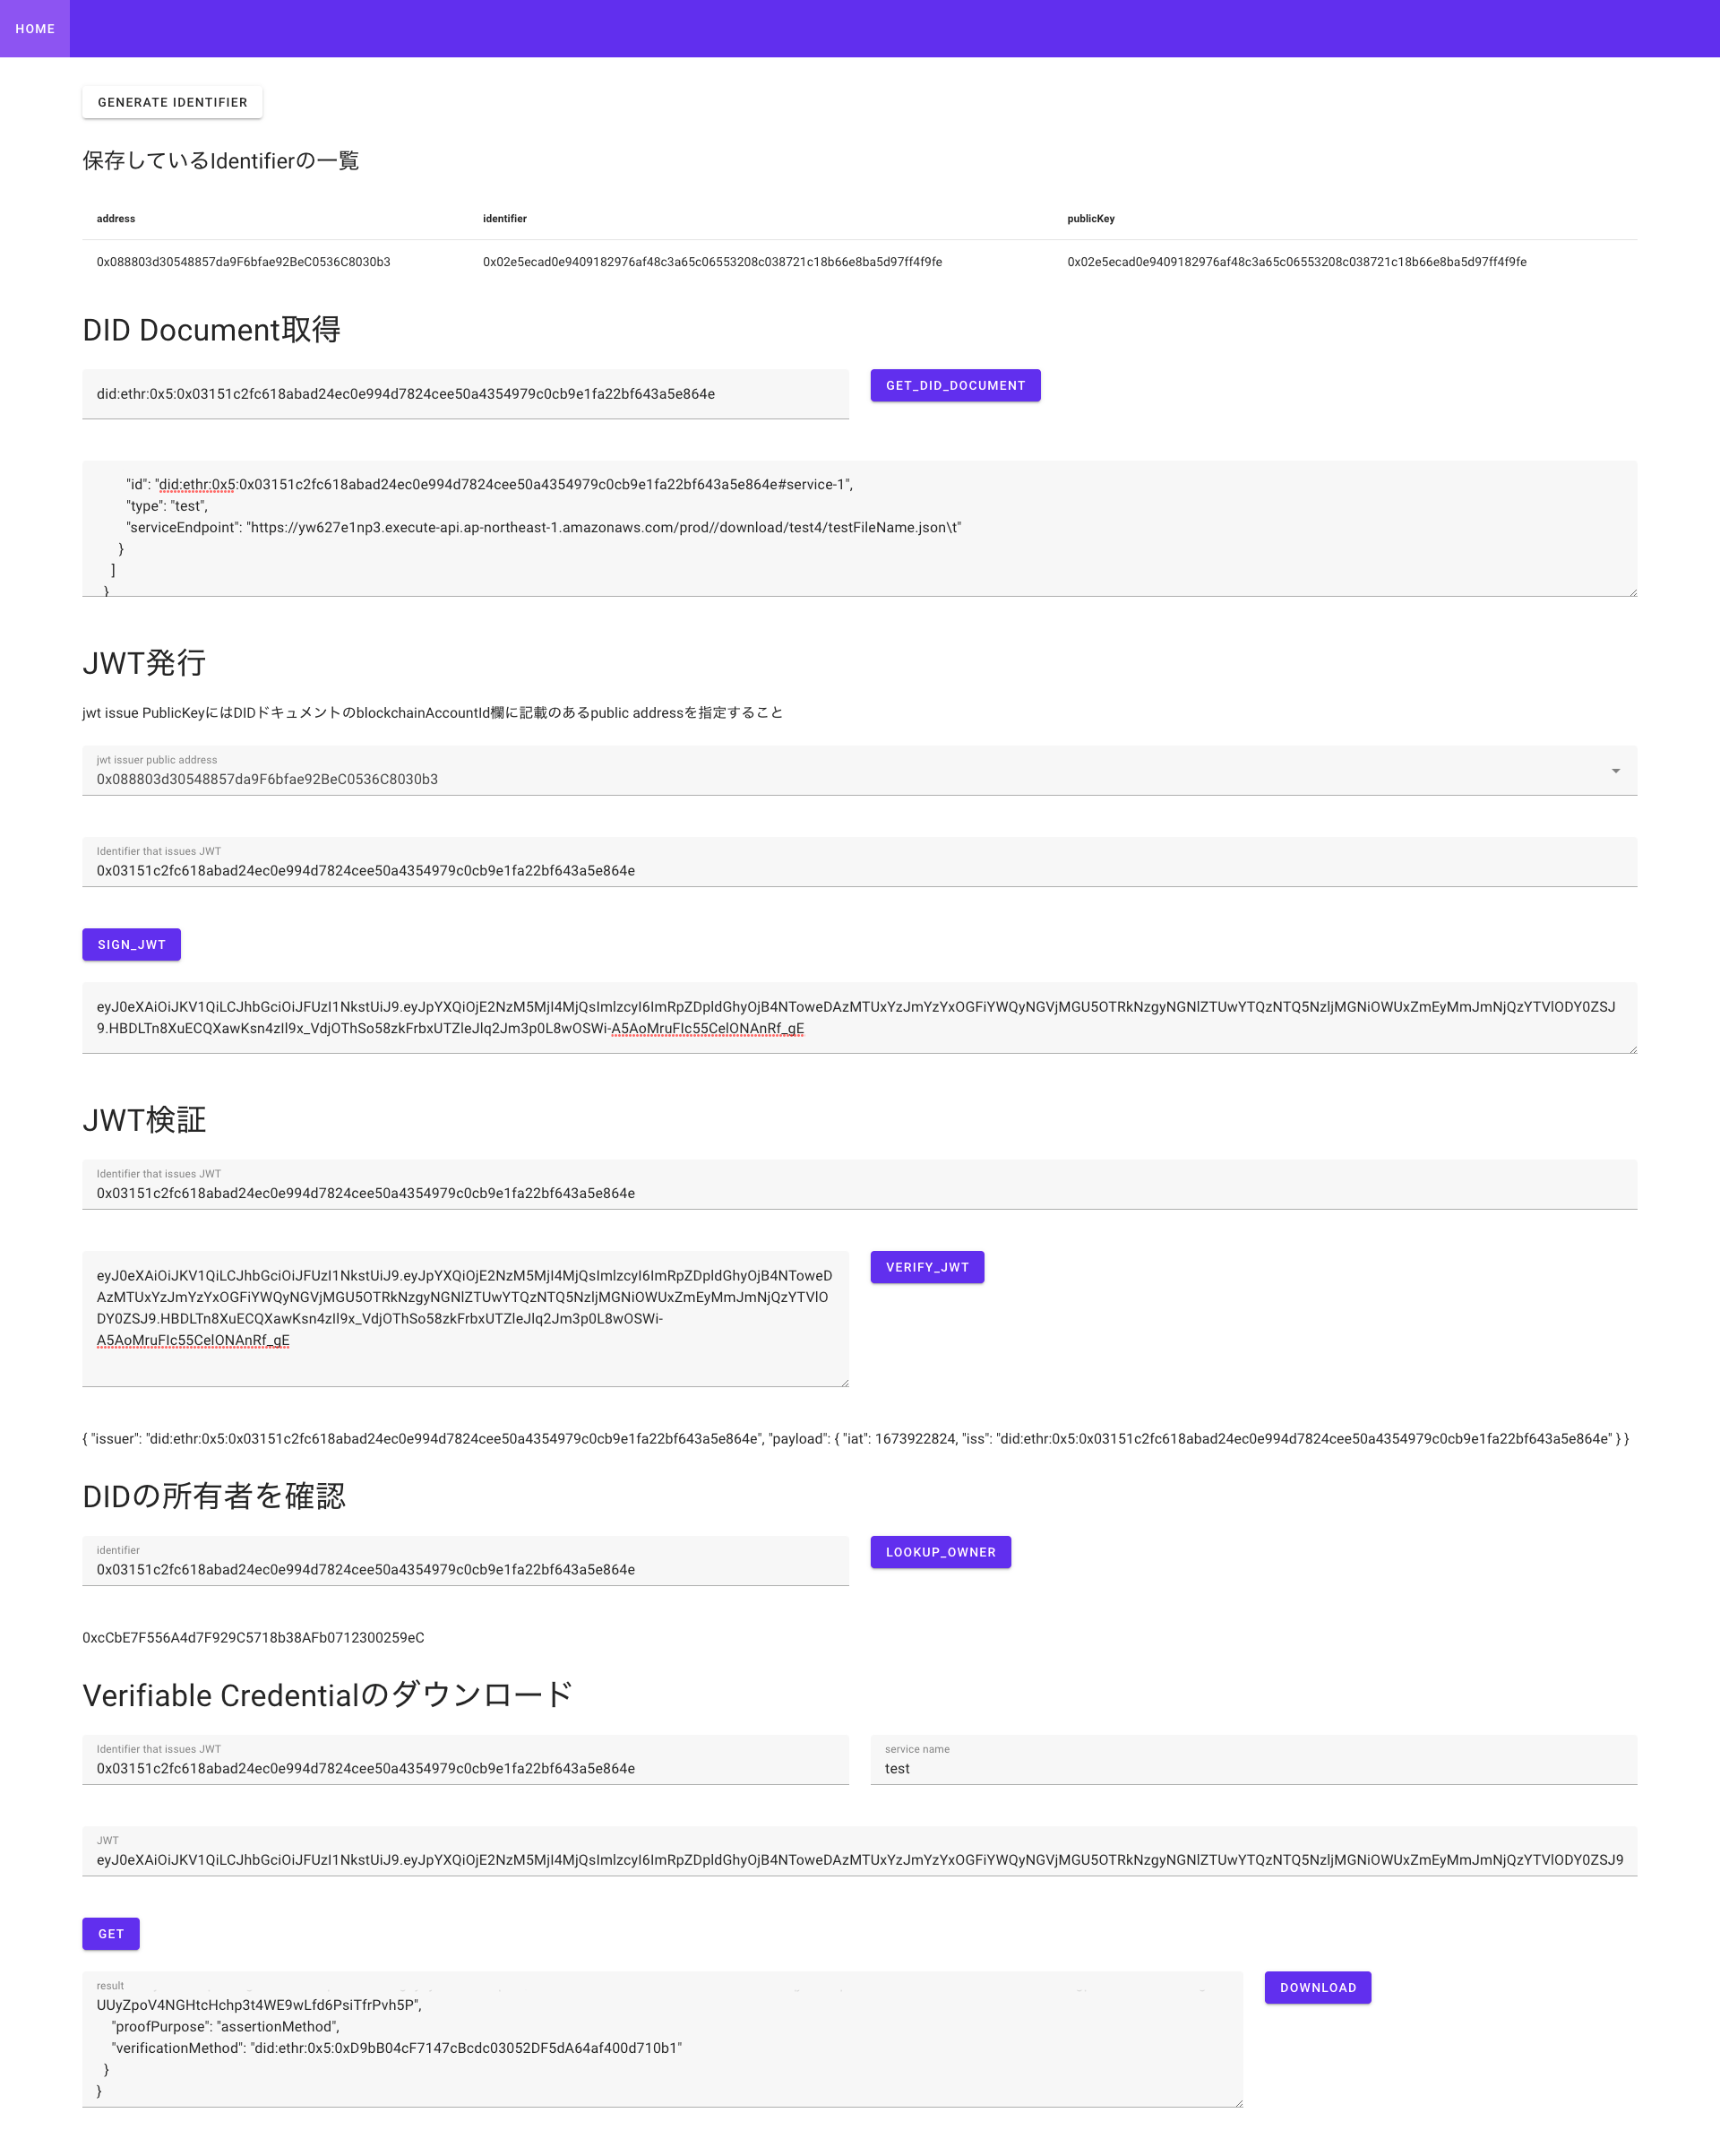 HOME
GENERATE IDENTIFIER
保存しているIdentifierの一覧
address identifier publicKey
0x088803d30548857da9F6bfae92BeC0536C8030b3 0x02e5ecad0e9409182976af48c3a65c06553208c038721c18b66e8ba5d97ff4f9fe 0x02e5ecad0e9409182976af48c3a65c06553208c038721c18b66e8ba5d97ff4f9fe
DID Document取得
did:ethr:0x5:0x03151c2fc618abad24ec0e994d7824cee50a4354979c0cb9e1fa22bf643a5e864e GET_DID_DOCUMENT
"id": "did:ethr:0x5:0x03151c2fc618abad24ec0e994d7824cee50a4354979c0cb9e1fa22bf643a5e864e#service-1",
"type": "test",
"serviceEndpoint": "https://yw627e1np3.execute-api.ap-northeast-1.amazonaws.com/prod//download/test4/testFileName.json\t"
}
]
}
JWT発行
jwt issue PublicKeyにはDIDドキュメントのblockchainAccountId欄に記載のあるpublic addressを指定すること
jwt issuer public address
0x088803d30548857da9F6bfae92BeC0536C8030b3
Identifier that issues JWT
0x03151c2fc618abad24ec0e994d7824cee50a4354979c0cb9e1fa22bf643a5e864e
SIGN_JWT
eyJ0eXAiOiJKV1QiLCJhbGciOiJFUzI1NkstUiJ9.eyJpYXQiOjE2NzM5MjI4MjQsImlzcyI6ImRpZDpldGhyOjB4NToweDAzMTUxYzJmYzYxOGFiYWQyNGVjMGU5OTRkNzgyNGNlZTUwYTQzNTQ5NzljMGNiOWUxZmEyMmJmNjQzYTVlODY0ZSJ
9.HBDLTn8XuECQXawKsn4zIl9x_VdjOThSo58zkFrbxUTZleJlq2Jm3p0L8wOSWi-A5AoMruFIc55CelONAnRf_gE
JWT検証
Identifier that issues JWT
0x03151c2fc618abad24ec0e994d7824cee50a4354979c0cb9e1fa22bf643a5e864e
eyJ0eXAiOiJKV1QiLCJhbGciOiJFUzI1NkstUiJ9.eyJpYXQiOjE2NzM5MjI4MjQsImlzcyI6ImRpZDpldGhyOjB4NToweD VERIFY_JWT
AzMTUxYzJmYzYxOGFiYWQyNGVjMGU5OTRkNzgyNGNlZTUwYTQzNTQ5NzljMGNiOWUxZmEyMmJmNjQzYTVlO
DY0ZSJ9.HBDLTn8XuECQXawKsn4zIl9x_VdjOThSo58zkFrbxUTZleJlq2Jm3p0L8wOSWi-
A5AoMruFIc55CelONAnRf_gE
{ "issuer": "did:ethr:0x5:0x03151c2fc618abad24ec0e994d7824cee50a4354979c0cb9e1fa22bf643a5e864e", "payload": { "iat": 1673922824, "iss": "did:ethr:0x5:0x03151c2fc618abad24ec0e994d7824cee50a4354979c0cb9e1fa22bf643a5e864e" } }
DIDの所有者を確認
identifier
0x03151c2fc618abad24ec0e994d7824cee50a4354979c0cb9e1fa22bf643a5e864e LOOKUP_OWNER
0xcCbE7F556A4d7F929C5718b38AFb0712300259eC
Verifiable Credentialのダウンロード
Identifier that issues JWT service name
0x03151c2fc618abad24ec0e994d7824cee50a4354979c0cb9e1fa22bf643a5e864e test
JWT
eyJ0eXAiOiJKV1QiLCJhbGciOiJFUzI1NkstUiJ9.eyJpYXQiOjE2NzM5MjI4MjQsImlzcyI6ImRpZDpldGhyOjB4NToweDAzMTUxYzJmYzYxOGFiYWQyNGVjMGU5OTRkNzgyNGNlZTUwYTQzNTQ5NzljMGNiOWUxZmEyMmJmNjQzYTVlODY0ZSJ9
GET
result DOWNLOAD
UUyZpoV4NGHtcHchp3t4WE9wLfd6PsiTfrPvh5P",
"proofPurpose": "assertionMethod",
"verificationMethod": "did:ethr:0x5:0xD9bB04cF7147cBcdc03052DF5dA64af400d710b1"
}
}